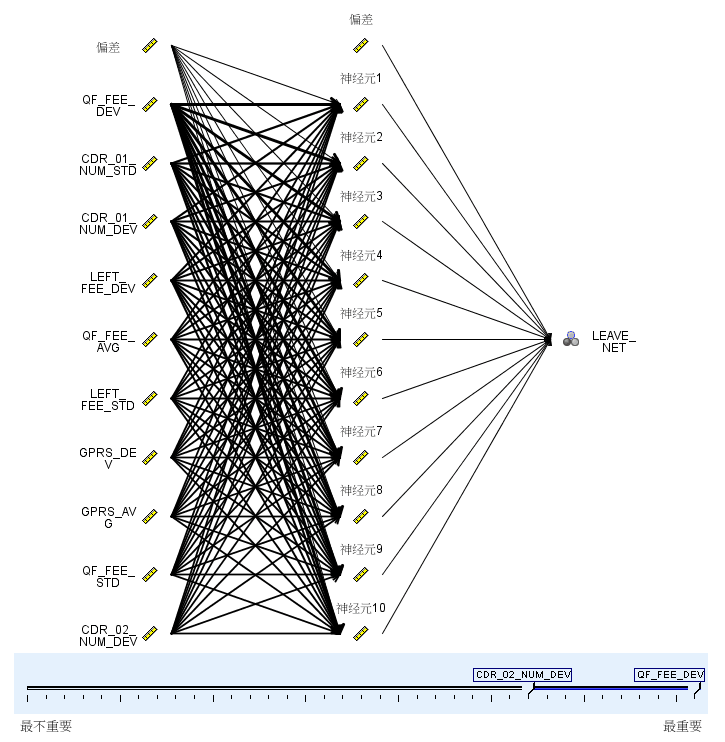 偏差
偏差
神经元1
QF_FEE_
DEV
神经元2
CDR_01_
NUM_STD
神经元3
CDR_01_
NUM_DEV
神经元4
LEFT_
FEE_DEV
神经元5
QF_FEE_
AVG
LEAVE_
NET
神经元6
LEFT_
FEE_STD
神经元7
GPRS_DE
V
神经元8
GPRS_AV
G
神经元9
QF_FEE_
STD
神经元10
CDR_02_
NUM_DEV
CDR_02_NUM_DEV
QF_FEE_DEV
最不重要
最重要